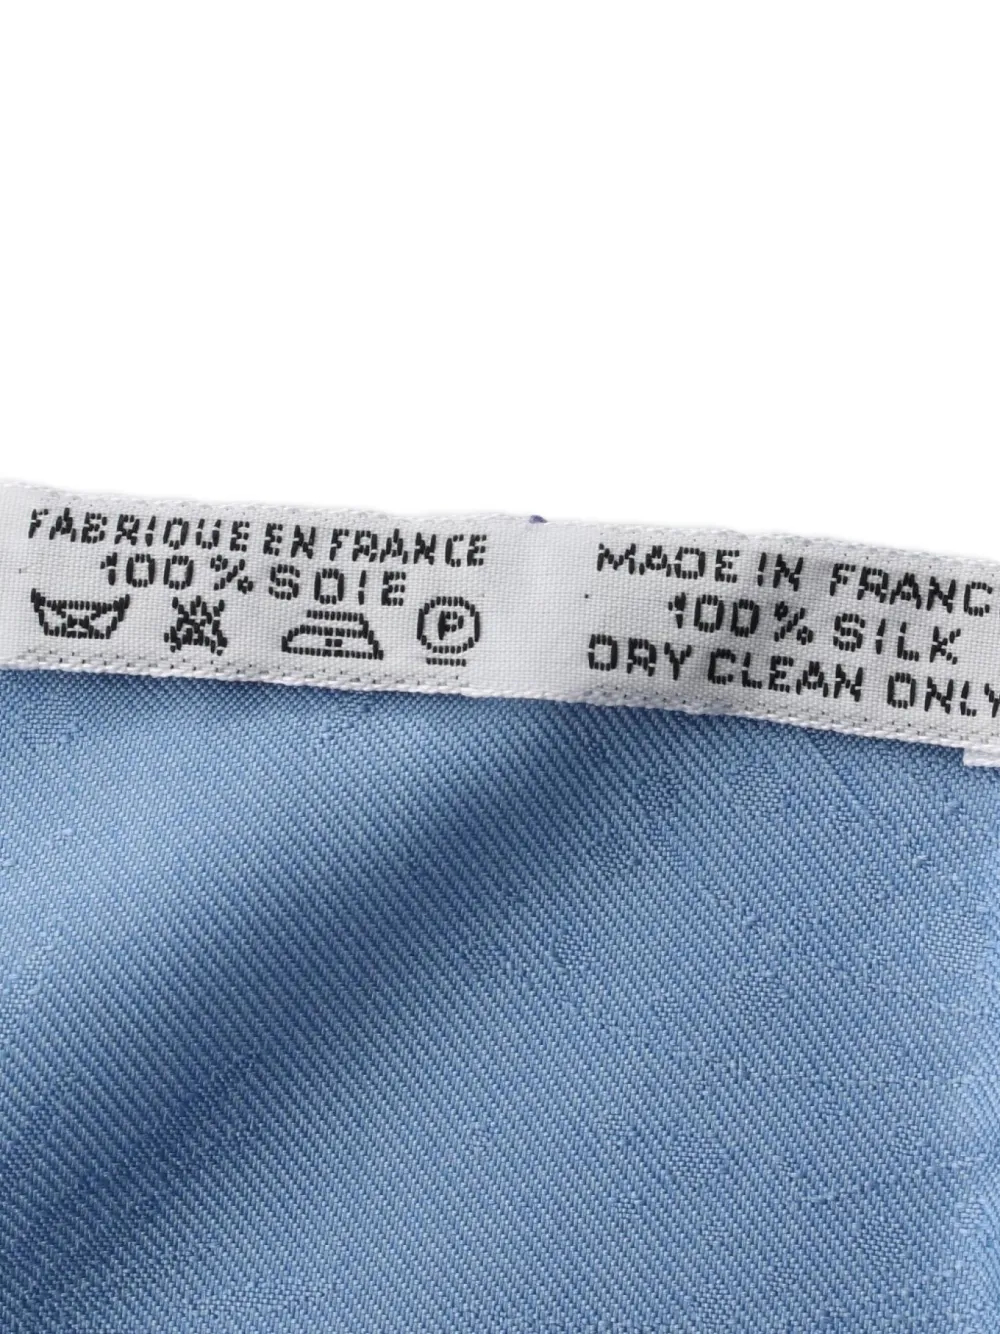 FABRIQUE EN FRANCE
100% SOIE
P
MADE IN FRANC
100% SILK
DRY CLEAN ONLY